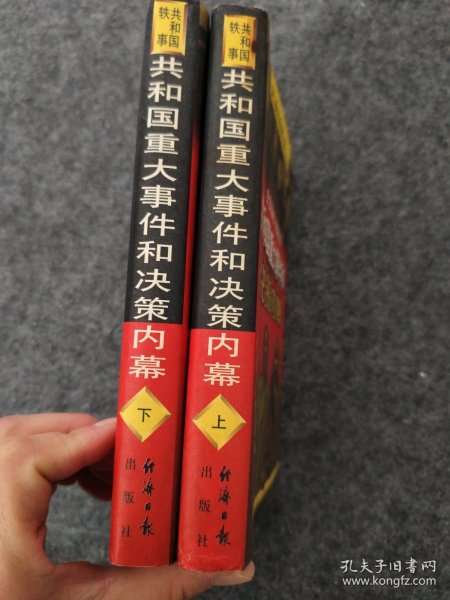 共和国
轶事
共和国重大事件和决策内幕
下
经济日报
出版社
共和国
轶事
共和国重大事件和决策内幕
上
经济日报
出版社
孔夫子旧书网
www.kongfz.com